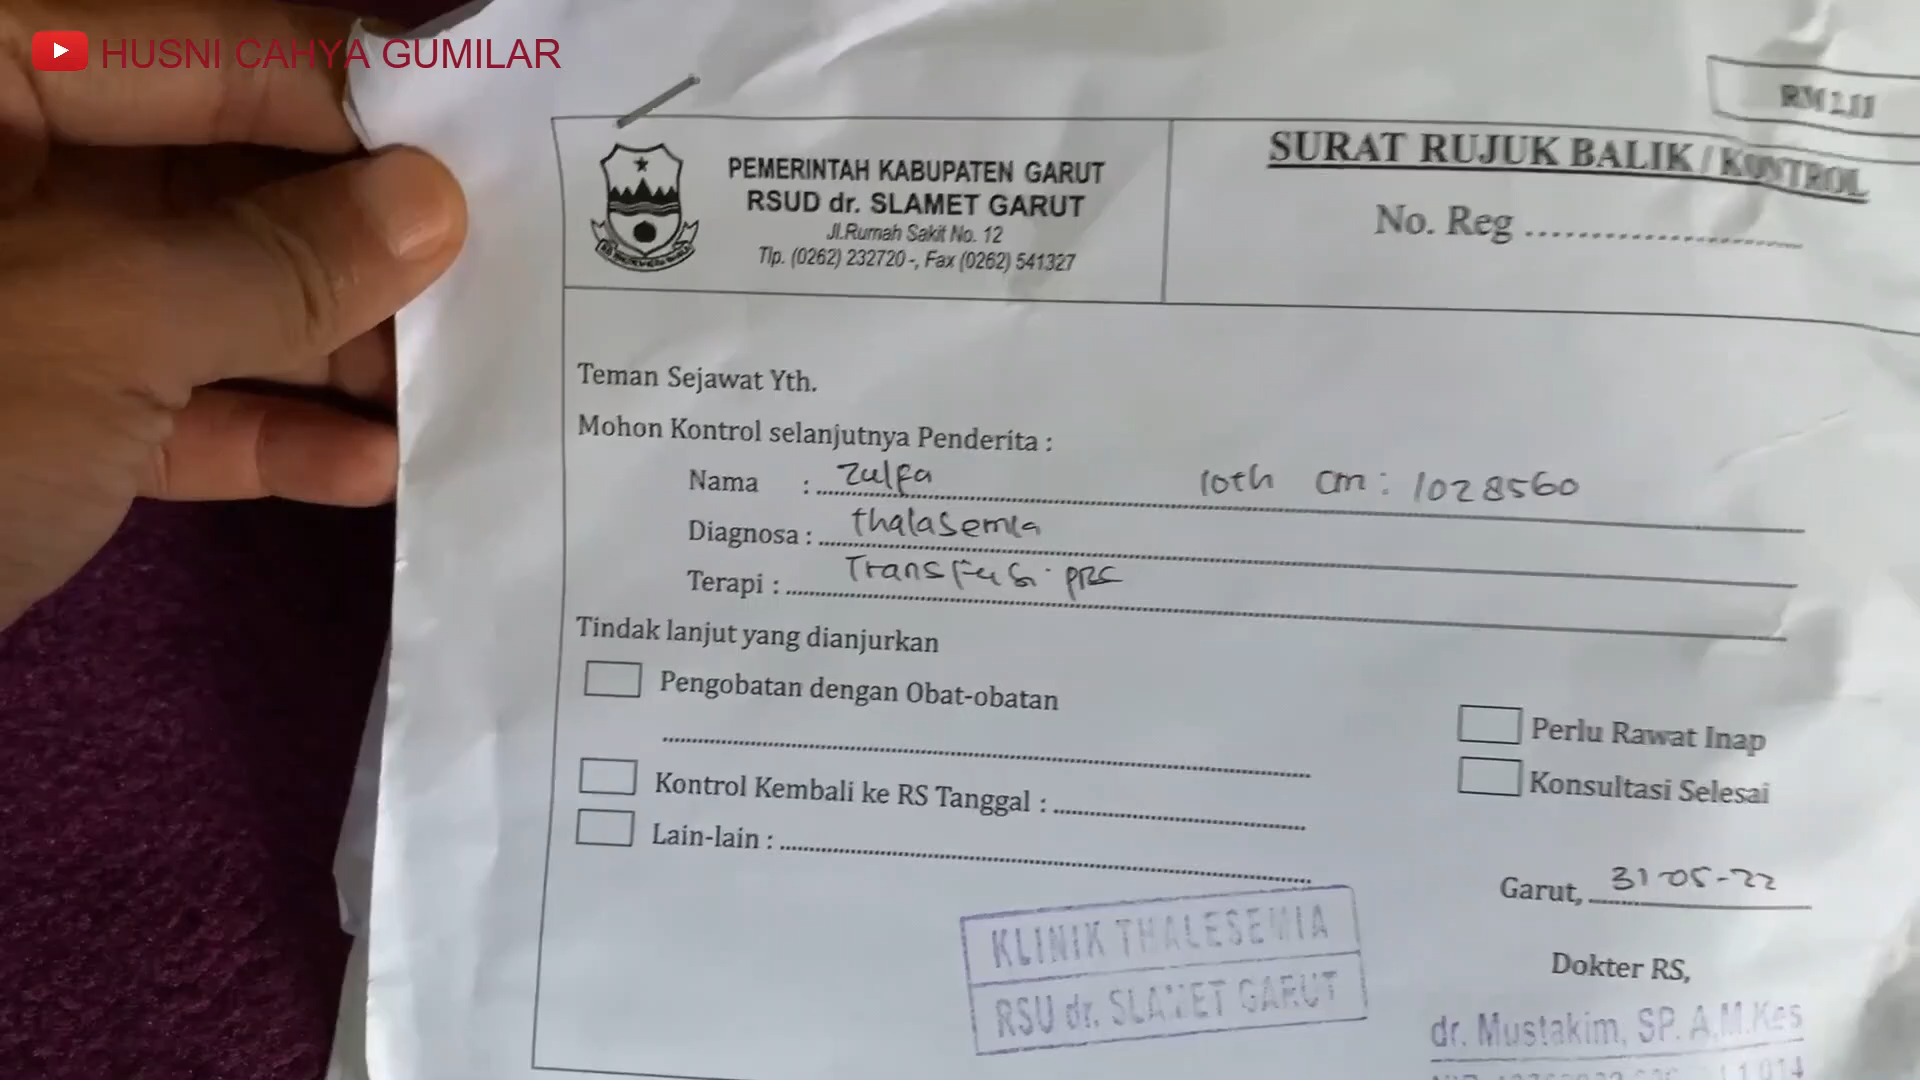 HUSNI CAHYA GUMILAR
RM 2.11
PEMERINTAH KABUPATEN GARUT
RSUD dr. SLAMET GARUT
Jl.Rumah Sakit No. 12
Tlp. (0262) 232720 -, Fax (0262) 541327
SURAT RUJUK BALIK / KONTROL
No. Reg ........................
Teman Sejawat Yth.
Mohon Kontrol selanjutnya Penderita :
Nama : Zulfa 10th cm : 1028560
Diagnosa : thalasemia
Terapi : Transfusi PRC
Tindak lanjut yang dianjurkan
Pengobatan dengan Obat-obatan
Perlu Rawat Inap
Kontrol Kembali ke RS Tanggal :
Konsultasi Selesai
Lain-lain :
Garut, 31-05-22
KLINIK THALESEMIA
RSU dr. SLAMET GARUT
Dokter RS,
dr. Mustakim, SP. A,M.Kes